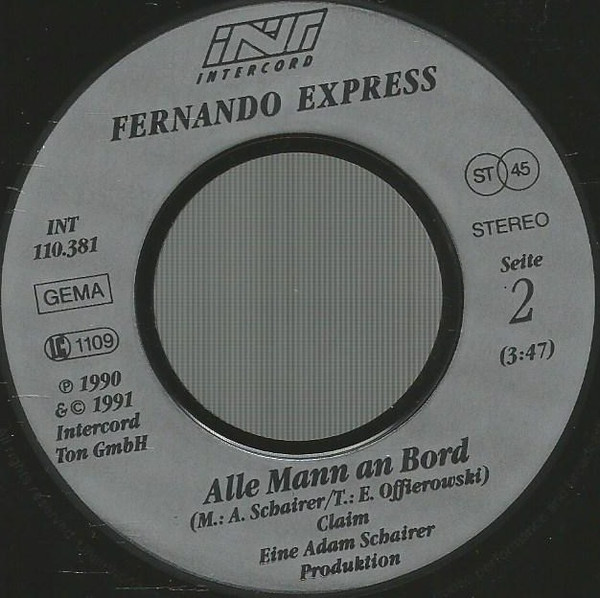 INT
INTERCORD
FERNANDO EXPRESS
ST 45
STEREO
INT
110.381
GEMA
LC 1109
Seite
2
(3:47)
℗ 1990
& © 1991
Intercord
Ton GmbH
Alle Mann an Bord
(M.: A. Schairer/T.: E. Offierowski)
Claim
Eine Adam Schairer
Produktion